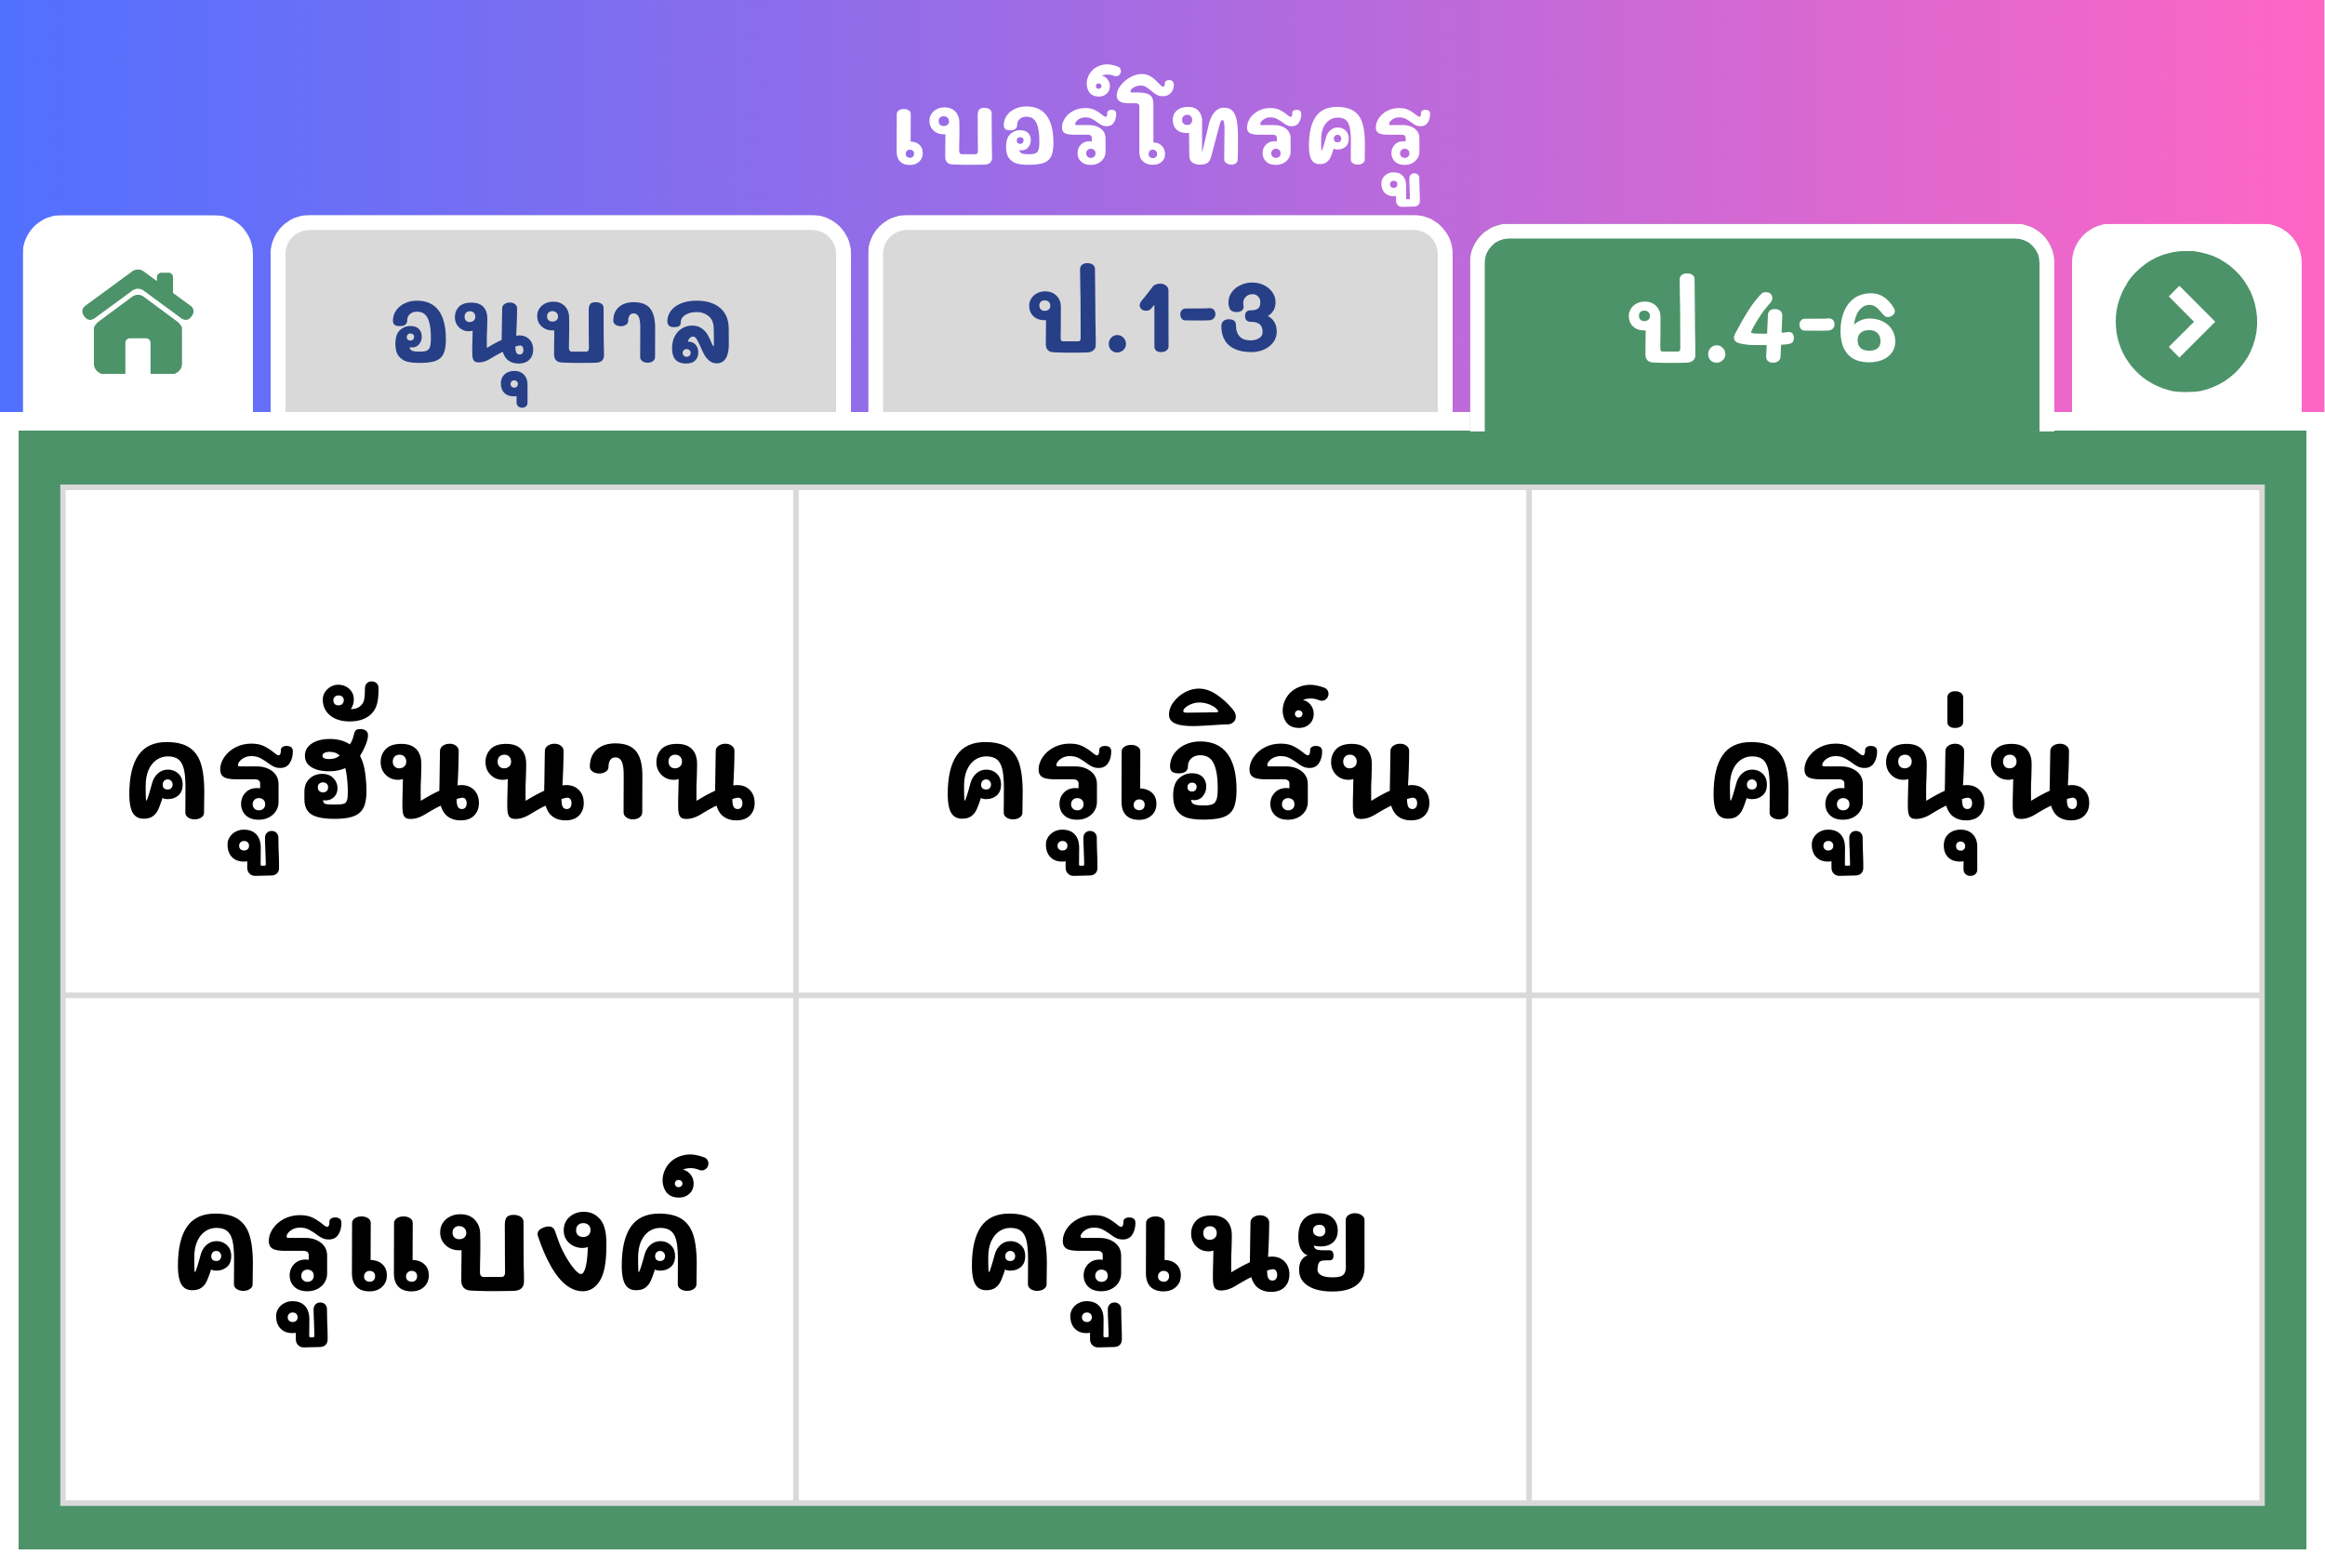 เบอร์โทรครู
อนุบาล
ป.1-3
ป.4-6
ครูฮันนาน
ครูเอิร์น
ครูนุ่น
ครูแบงค์
ครูเนย